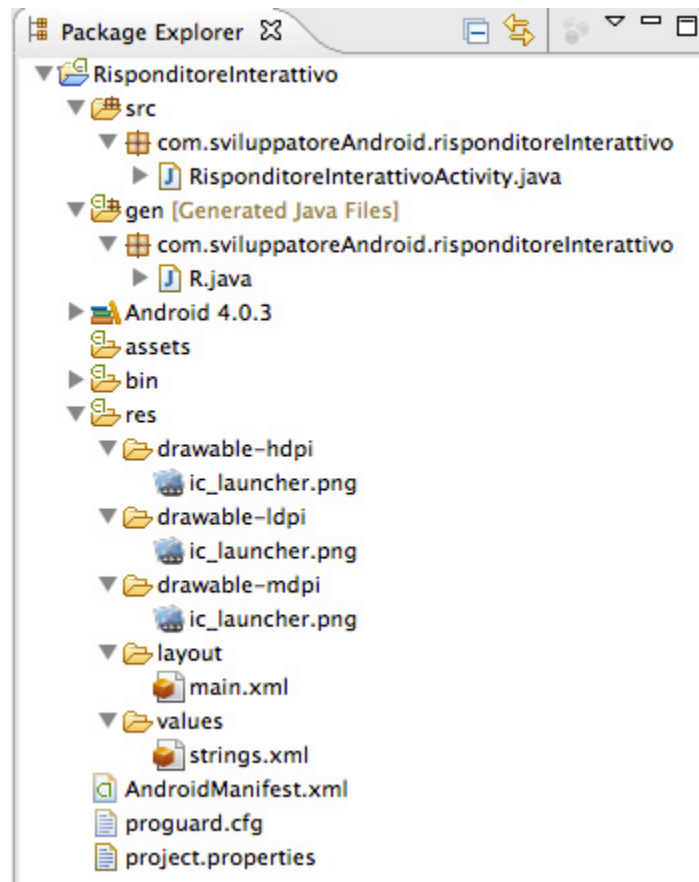 Package Explorer
RisponditoreInterattivo
src
com.sviluppatoreAndroid.risponditoreInterattivo
RisponditoreInterattivoActivity.java
gen [Generated Java Files]
com.sviluppatoreAndroid.risponditoreInterattivo
R.java
Android 4.0.3
assets
bin
res
drawable-hdpi
ic_launcher.png
drawable-ldpi
ic_launcher.png
drawable-mdpi
ic_launcher.png
layout
main.xml
values
strings.xml
AndroidManifest.xml
proguard.cfg
project.properties